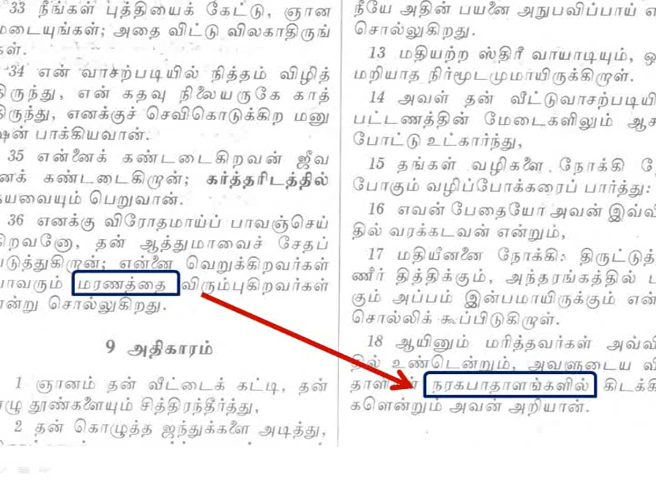 33 நீங்கள் புத்தியைக் கேட்டு, ஞான
மடையுங்கள்; அதை விட்டு விலகாதிருங்
கள்.
34 என் வாசற்படியில் நித்தம் விழித்
திருந்து, என் கதவு நிலையருகே காத்
திருந்து, எனக்குச் செவிகொடுக்கிற மனு
ஷன் பாக்கியவான்.
35 என்னைக் கண்டடைகிறவன் ஜீவ
னைக் கண்டடைகிறான்; கர்த்தரிடத்தில்
தயவையும் பெறுவான்.
36 எனக்கு விரோதமாய்ப் பாவஞ்செய்
கிறவனோ, தன் ஆத்துமாவைச் சேதப்
படுத்துகிறான்; என்னை வெறுக்கிறவர்கள்
யாவரும் மரணத்தை விரும்புகிறவர்கள்
என்று சொல்லுகிறது.
9 அதிகாரம்
1 ஞானம் தன் வீட்டைக் கட்டி, தன்
ஏழு தூண்களையும் சித்திரந்தீர்த்து,
2 தன் கொழுத்த ஜந்துக்களை அடித்து,
நீயே அதின் பயனை அநுபவிப்பாய்
சொல்லுகிறது.
13 மதியற்ற ஸ்திரீ வாயாடியும்,
மறியாத நிர்மூடமுமாயிருக்கிறாள்.
14 அவள் தன் வீட்டுவாசற்படியி
பட்டணத்தின் மேடைகளிலும்
போட்டு உட்கார்ந்து,
15 தங்கள் வழிகளை நோக்கி
போகும் வழிப்போக்கரைப் பார்த்து:
16 எவன் பேதையோ அவன் இவ்வி
தில் வரக்கடவன் என்றும்,
17 மதியீனனை நோக்கி: திருட்டுத்
ணீர் தித்திக்கும், அந்தரங்கத்தில்
கும் அப்பம் இன்பமாயிருக்கும்
சொல்லிக் கூப்பிடுகிறாள்.
18 ஆயினும் மரித்தவர்கள் அவ்வி
தில் உண்டென்றும், அவளுடைய
நரகபாதாளங்களில் கிடக்கி
களென்றும் அவன் அறியான்.